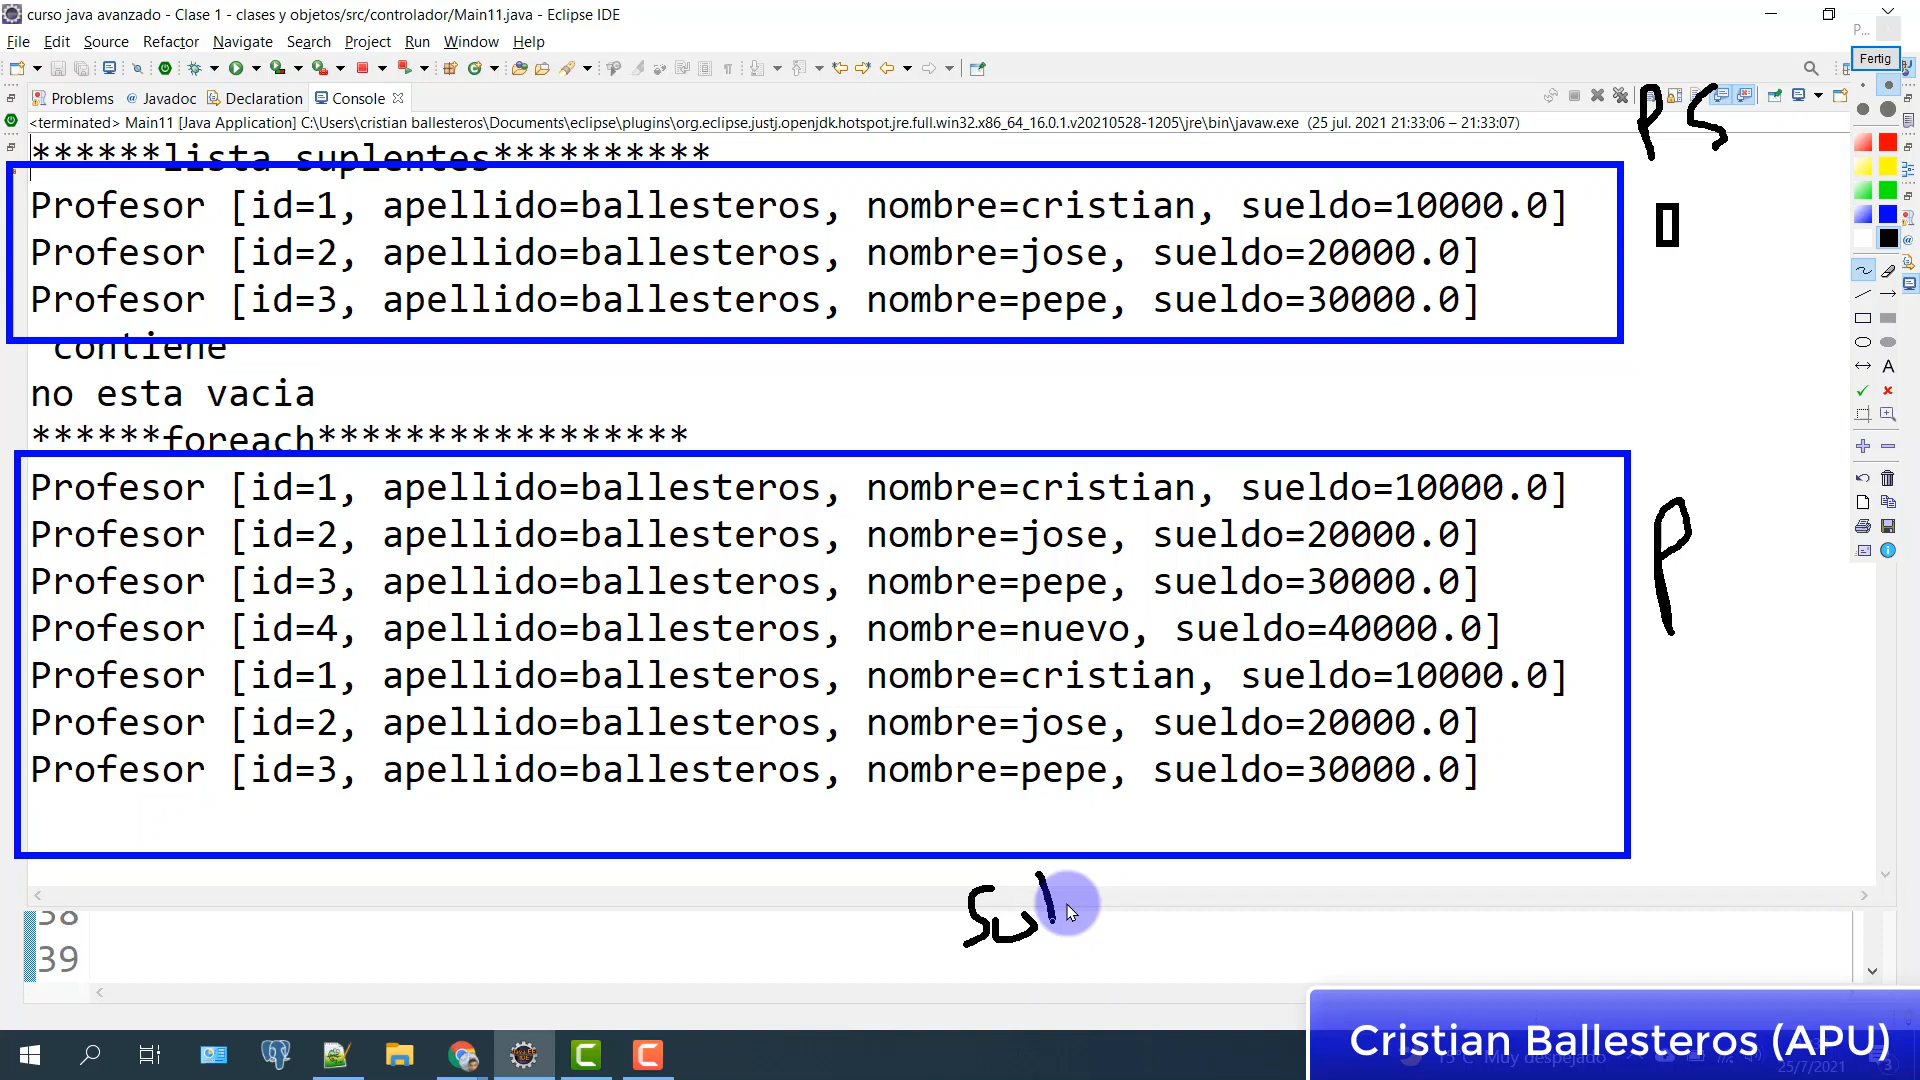 curso java avanzado - Clase 1 - clases y objetos/src/controlador/Main11.java - Eclipse IDE
File Edit Source Refactor Navigate Search Project Run Window Help
P...
Fertig
Problems @ Javadoc Declaration Console
<terminated> Main11 [Java Application] C:\Users\cristian ballesteros\Documents\eclipse\plugins\org.eclipse.justj.openjdk.hotspot.jre.full.win32.x86_64_16.0.1.v20210528-1205\jre\bin\javaw.exe (25 jul. 2021 21:33:06 – 21:33:07)
PS
******lista suplentes**********
Profesor [id=1, apellido=ballesteros, nombre=cristian, sueldo=10000.0]
Profesor [id=2, apellido=ballesteros, nombre=jose, sueldo=20000.0]
Profesor [id=3, apellido=ballesteros, nombre=pepe, sueldo=30000.0]
contiene
no esta vacia
******foreach*****************
Profesor [id=1, apellido=ballesteros, nombre=cristian, sueldo=10000.0]
Profesor [id=2, apellido=ballesteros, nombre=jose, sueldo=20000.0]
Profesor [id=3, apellido=ballesteros, nombre=pepe, sueldo=30000.0]
Profesor [id=4, apellido=ballesteros, nombre=nuevo, sueldo=40000.0]
Profesor [id=1, apellido=ballesteros, nombre=cristian, sueldo=10000.0]
Profesor [id=2, apellido=ballesteros, nombre=jose, sueldo=20000.0]
Profesor [id=3, apellido=ballesteros, nombre=pepe, sueldo=30000.0]
P
38
39
Cristian Ballesteros (APU)
15°C Muy despejado
25/7/2021